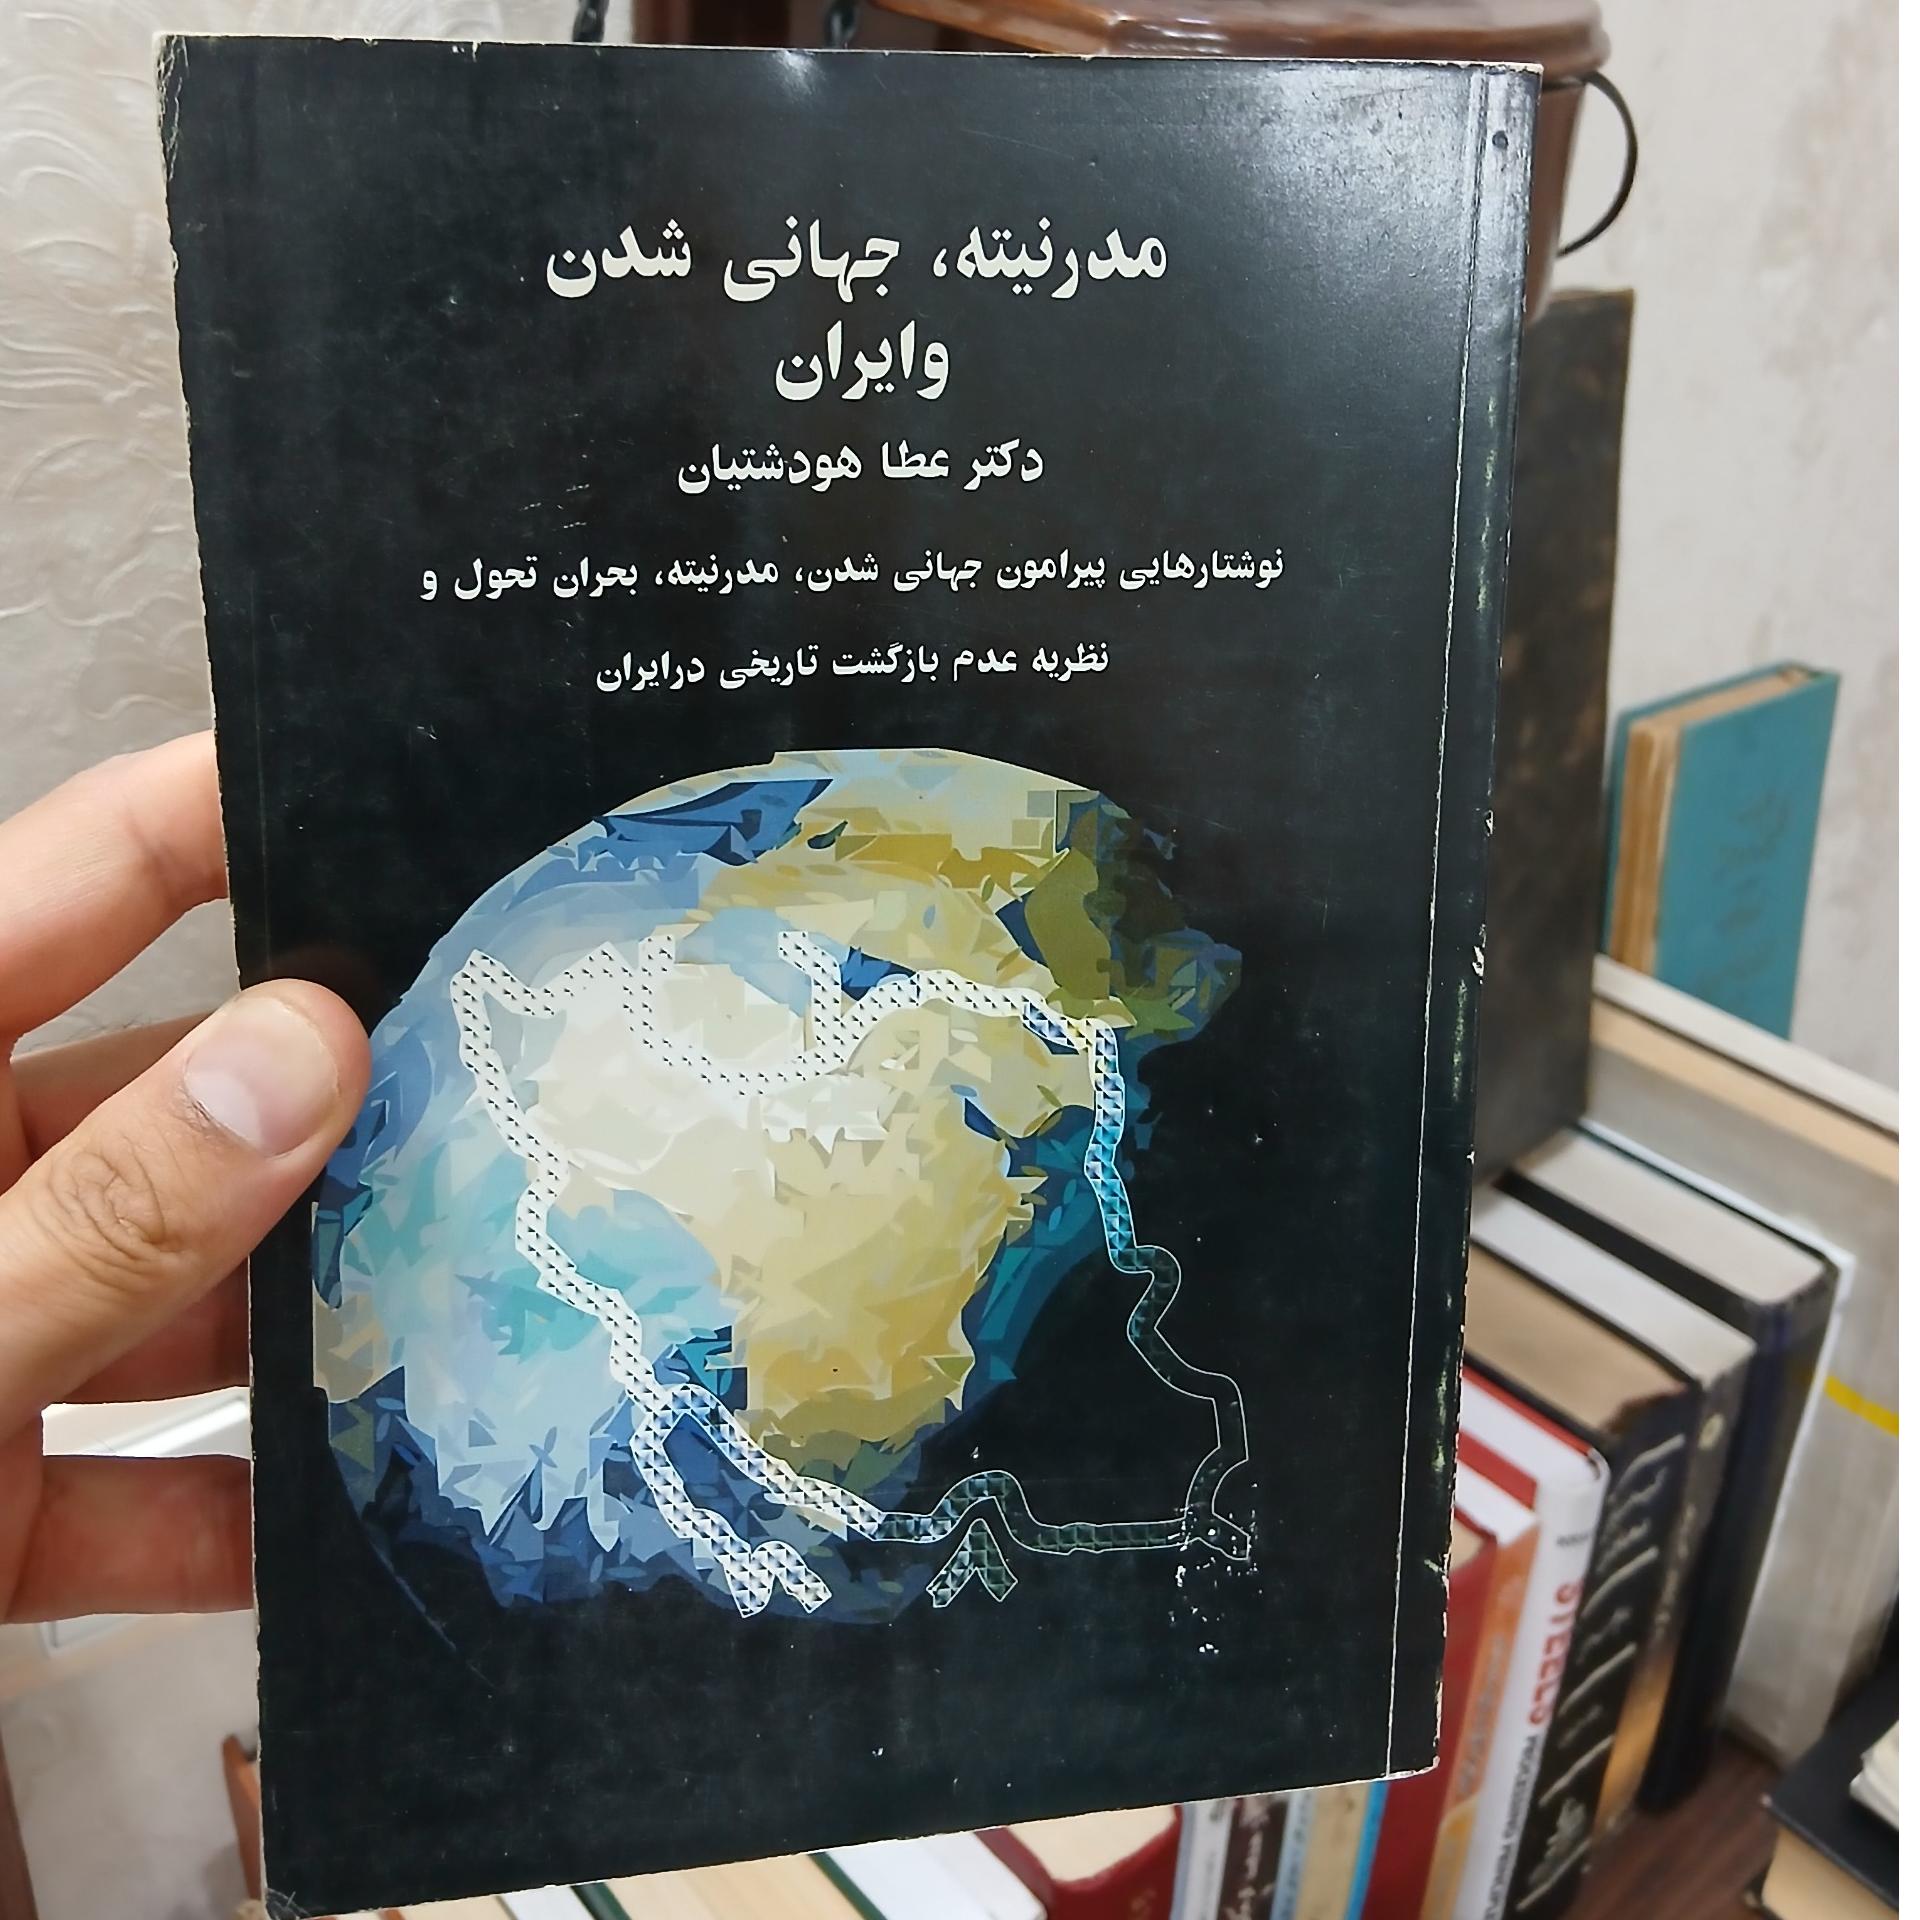 مدرنیته، جهانی شدن
وایران
دکتر عطا هودشتیان
نوشتارهایی پیرامون جهانی شدن، مدرنیته، بحران تحول و
نظریه عدم بازگشت تاریخی درایران